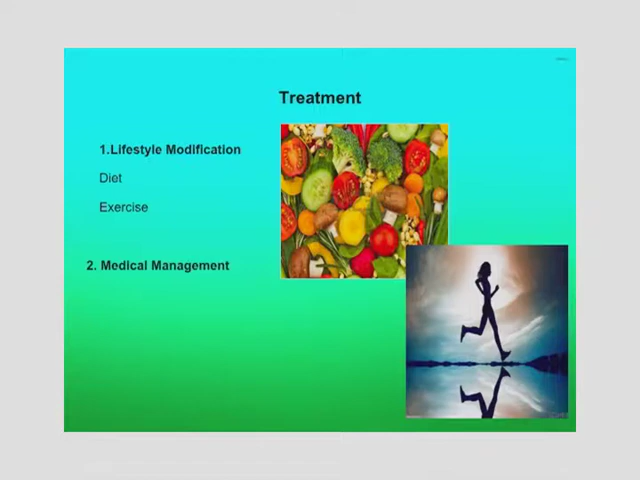 Treatment
1.Lifestyle Modification
Diet
Exercise
2. Medical Management